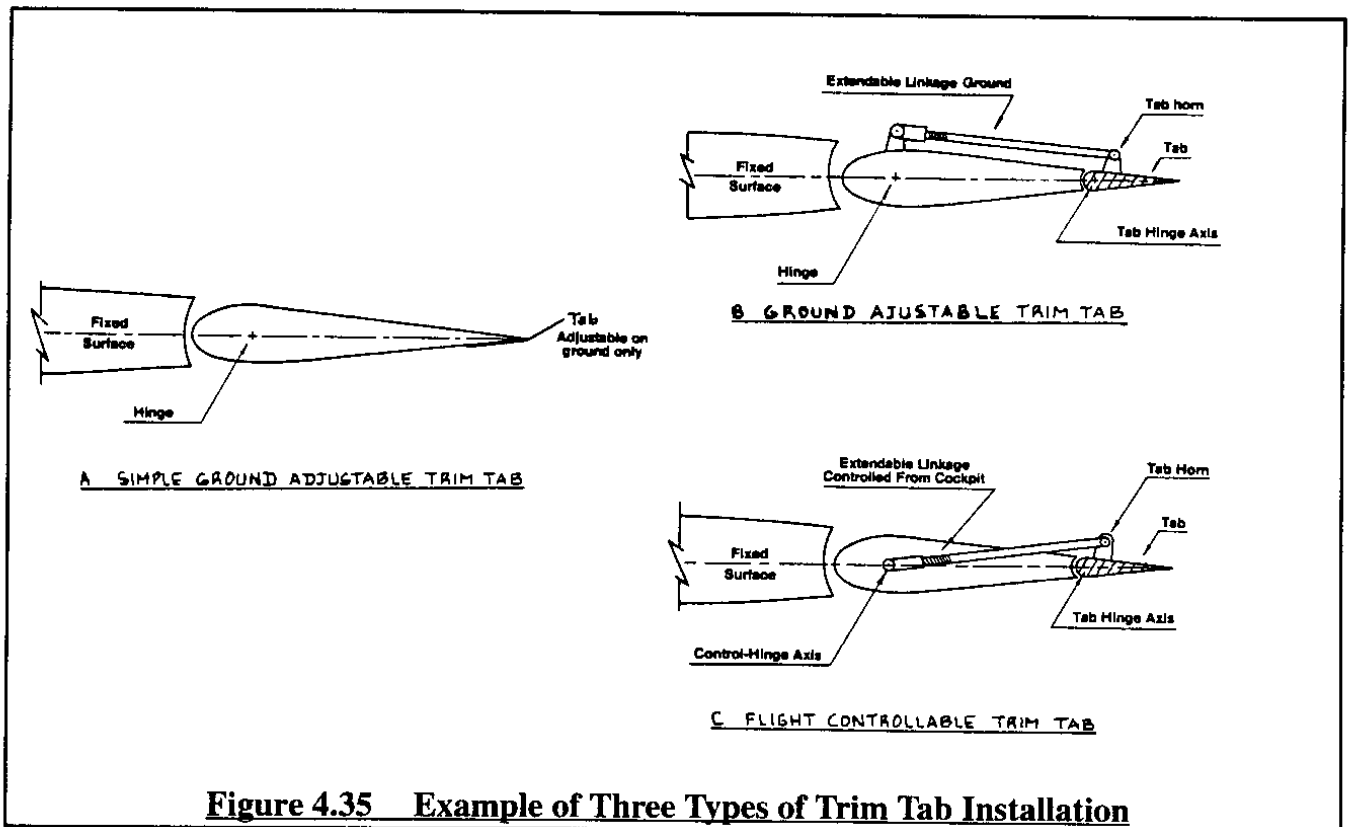 Fixed
Surface
Hinge
Tab
Adjustable on
ground only
A SIMPLE GROUND ADJUSTABLE TRIM TAB
Extendable Linkage Ground
Tab horn
Tab
Fixed
Surface
Tab Hinge Axis
Hinge
B GROUND AJUSTABLE TRIM TAB
Extendable Linkage
Controlled From Cockpit
Tab Horn
Tab
Fixed
Surface
Tab Hinge Axis
Control-Hinge Axis
C FLIGHT CONTROLLABLE TRIM TAB
Figure 4.35 Example of Three Types of Trim Tab Installation